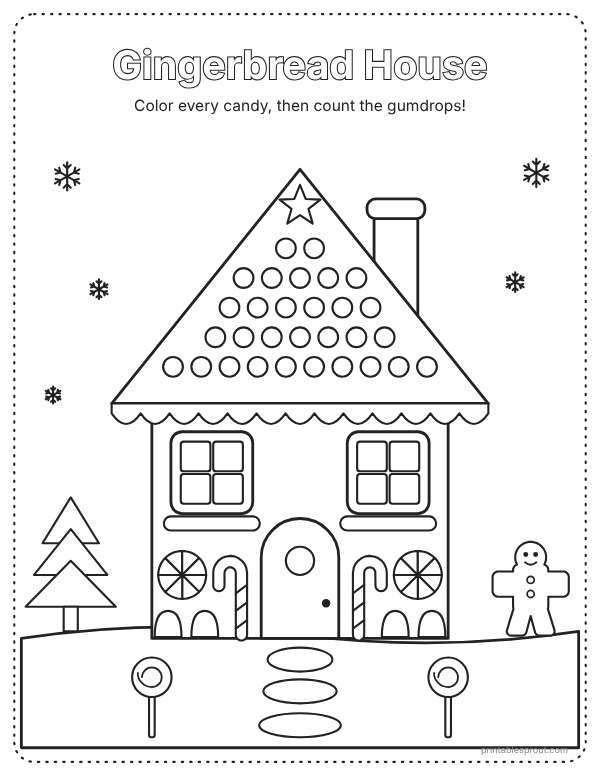 Gingerbread House
Color every candy, then count the gumdrops!
printablesprout.com